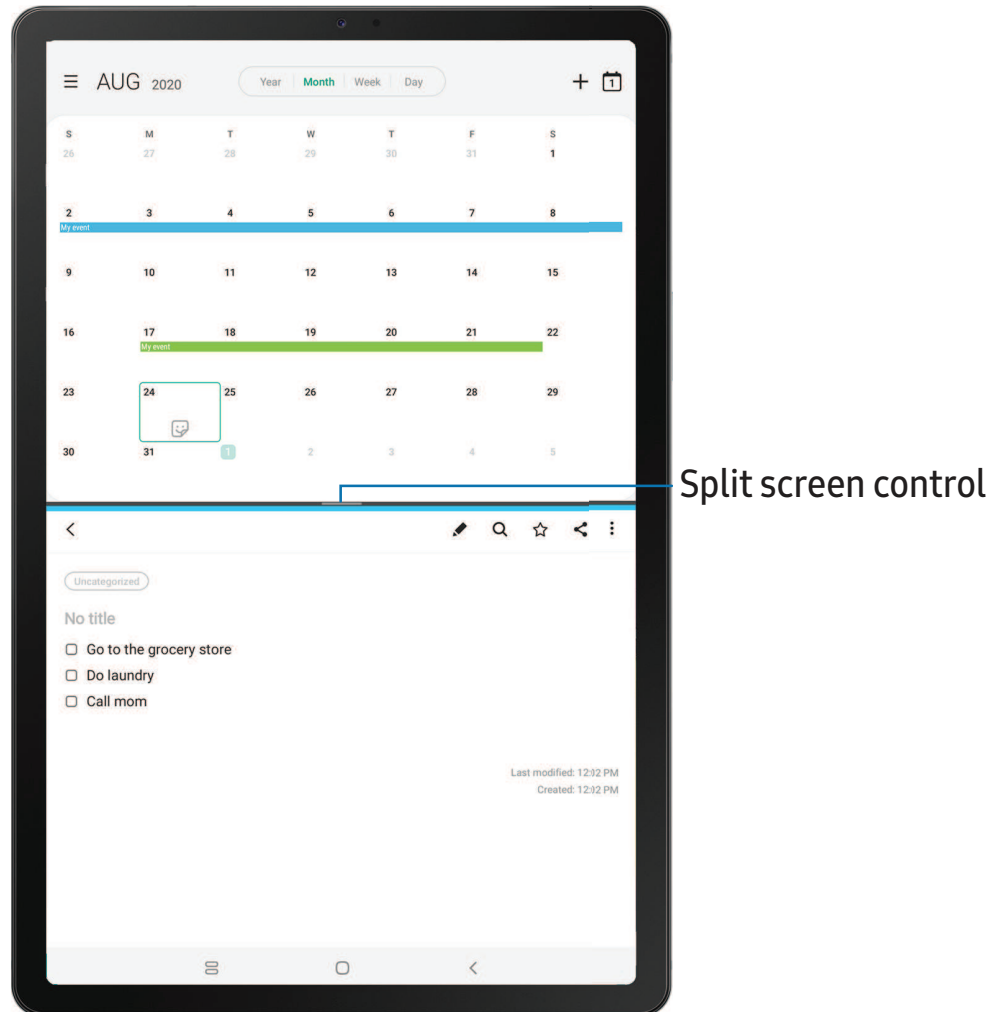 AUG 2020 Year Month Week Day 1
S M T W T F S
26 27 28 29 30 31 1
2 3 4 5 6 7 8
My event
9 10 11 12 13 14 15
16 17 18 19 20 21 22
My event
23 24 25 26 27 28 29
30 31 1 2 3 4 5
Split screen control
Uncategorized
No title
Go to the grocery store
Do laundry
Call mom
Last modified: 12:02 PM
Created: 12:02 PM